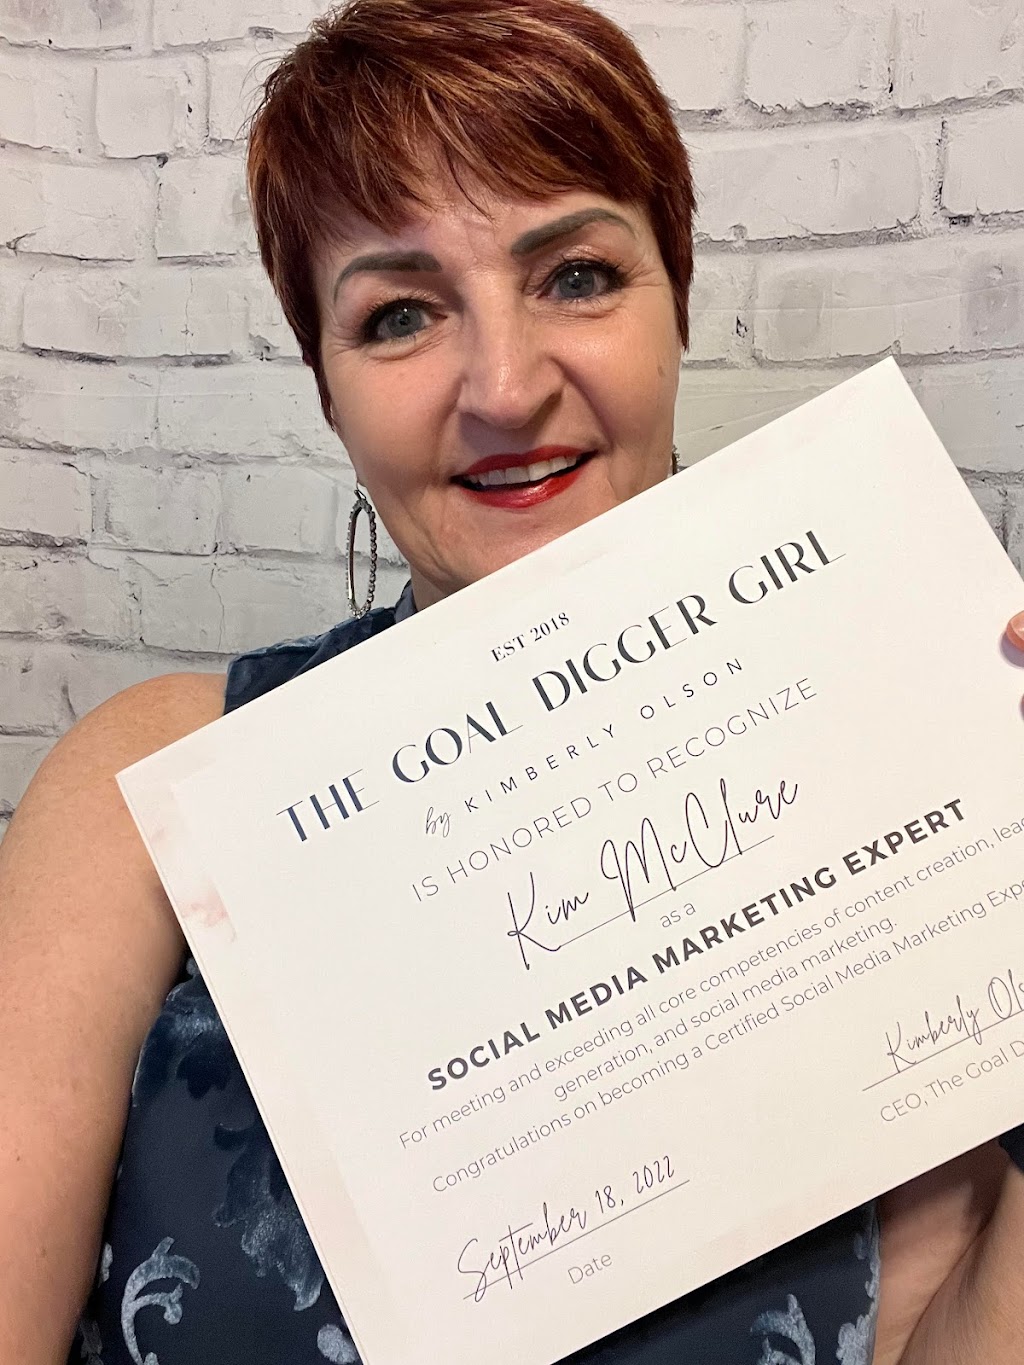 EST 2018
THE GOAL DIGGER GIRL
by KIMBERLY OLSON
IS HONORED TO RECOGNIZE
Kim McClure
as a
SOCIAL MEDIA MARKETING EXPERT
For meeting and exceeding all core competencies of content creation, lead
generation, and social media marketing.
Congratulations on becoming a Certified Social Media Marketing
Kimberly
CEO, The Goal
September 18, 2022
Date